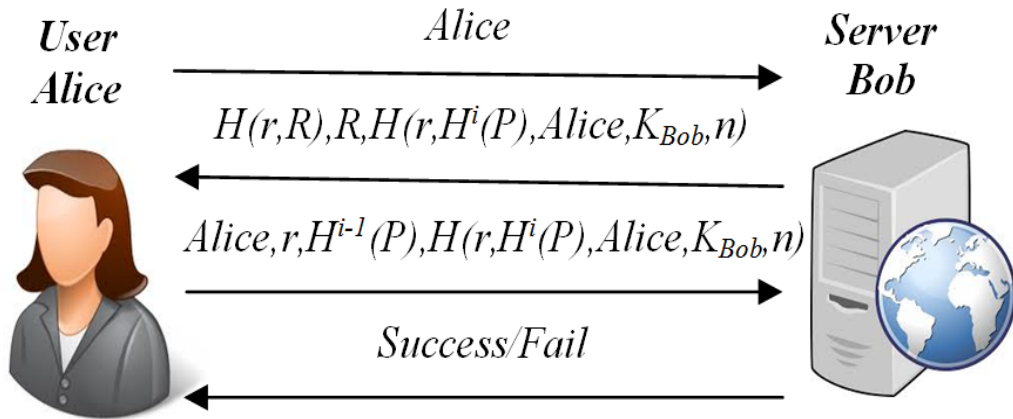 User
Alice
Alice
Server
Bob
H(r,R),R,H(r,Hⁱ(P),Alice,K_Bob,n)
Alice,r,Hⁱ⁻¹(P),H(r,Hⁱ(P),Alice,K_Bob,n)
Success/Fail